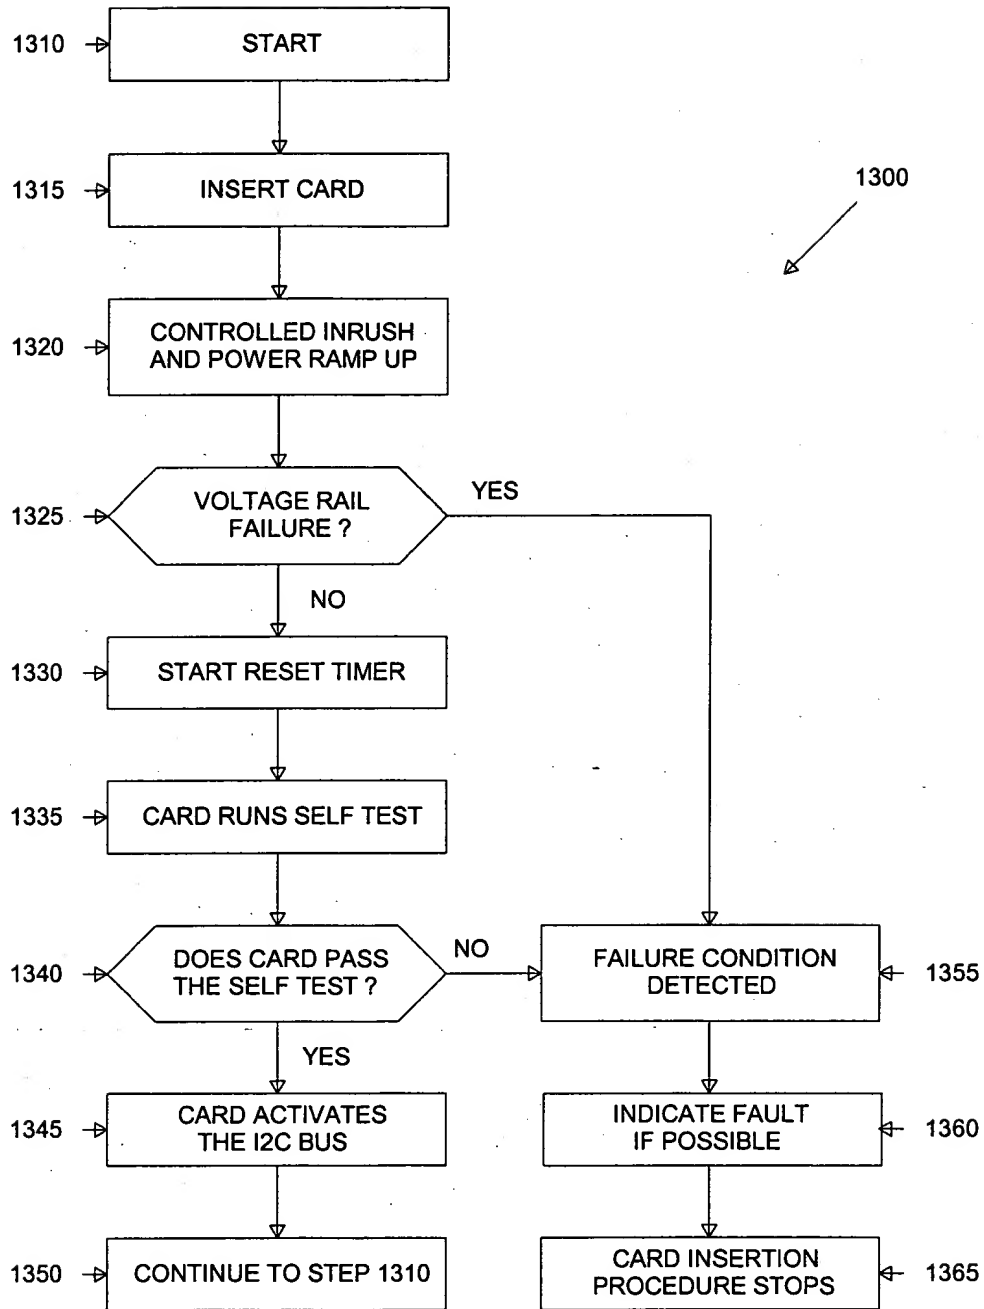 1310
START
1315
INSERT CARD
1300
1320
CONTROLLED INRUSH
AND POWER RAMP UP
1325
VOLTAGE RAIL
FAILURE ?
YES
NO
1330
START RESET TIMER
1335
CARD RUNS SELF TEST
1340
DOES CARD PASS
THE SELF TEST ?
NO
FAILURE CONDITION
DETECTED
1355
YES
1345
CARD ACTIVATES
THE I2C BUS
INDICATE FAULT
IF POSSIBLE
1360
1350
CONTINUE TO STEP 1310
CARD INSERTION
PROCEDURE STOPS
1365